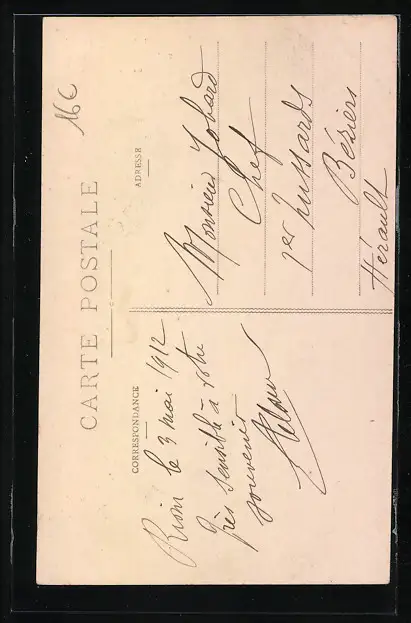 CARTE POSTALE
16€
CORRESPONDANCE
Riom le 3 mai 1912
Très sensible à votre
souvenir
ADRESSE
Monsieur Jobard
Chef
1er hussards
Béziers
Hérault